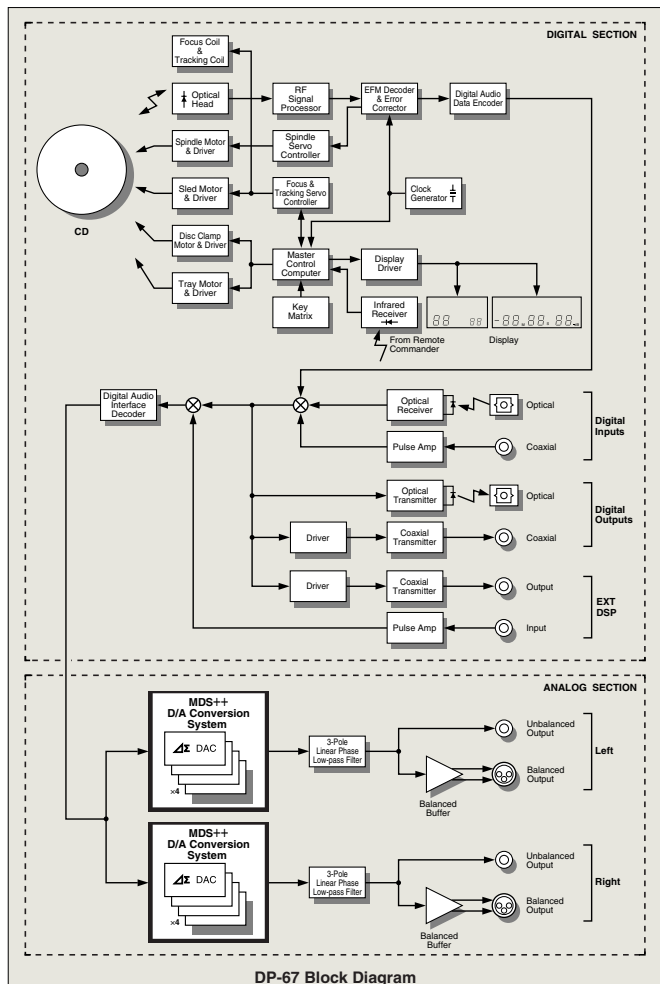 DIGITAL SECTION
Focus Coil
&
Tracking Coil
Optical
Head
RF
Signal
Processor
EFM Decoder
& Error
Corrector
Digital Audio
Data Encoder
Spindle Motor
& Driver
Spindle
Servo
Controller
Sled Motor
& Driver
Focus &
Tracking Servo
Controller
Clock
Generator
CD
Disc Clamp
Motor & Driver
Master
Control
Computer
Display
Driver
Tray Motor
& Driver
Key
Matrix
Infrared
Receiver
From Remote
Commander
88 88
-88M88S 88dB
Display
Digital Audio
Interface
Decoder
Optical
Receiver
Optical
Pulse Amp
Coaxial
Digital
Inputs
Optical
Transmitter
Optical
Driver
Coaxial
Transmitter
Coaxial
Digital
Outputs
Driver
Coaxial
Transmitter
Output
Pulse Amp
Input
EXT
DSP
ANALOG SECTION
MDS++
D/A Conversion
System
ΔΣ DAC
×4
3-Pole
Linear Phase
Low-pass Filter
Unbalanced
Output
Balanced
Output
Balanced
Buffer
Left
MDS++
D/A Conversion
System
ΔΣ DAC
×4
3-Pole
Linear Phase
Low-pass Filter
Unbalanced
Output
Balanced
Output
Balanced
Buffer
Right
DP-67 Block Diagram